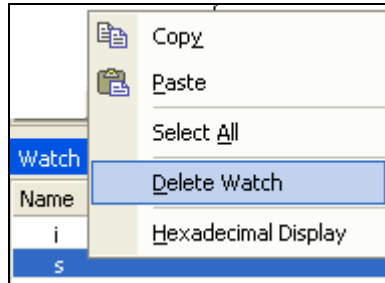 Copy
Paste
Select All
Watch
Delete Watch
Name
Hexadecimal Display
i
s